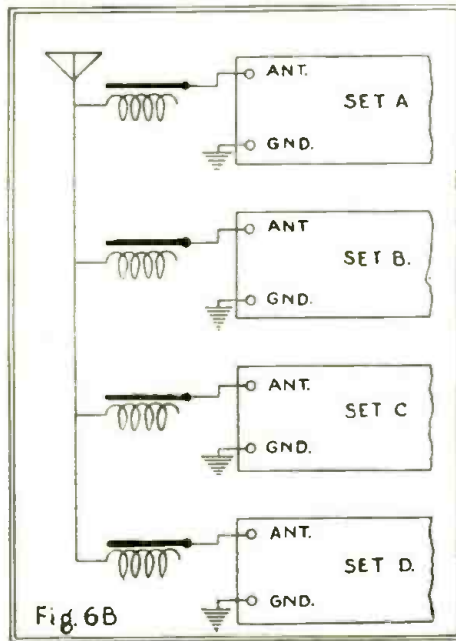 ANT.
SET A
GND.
ANT
SET B.
GND.
ANT.
SET C
GND.
ANT.
SET D.
GND.
Fig. 6B